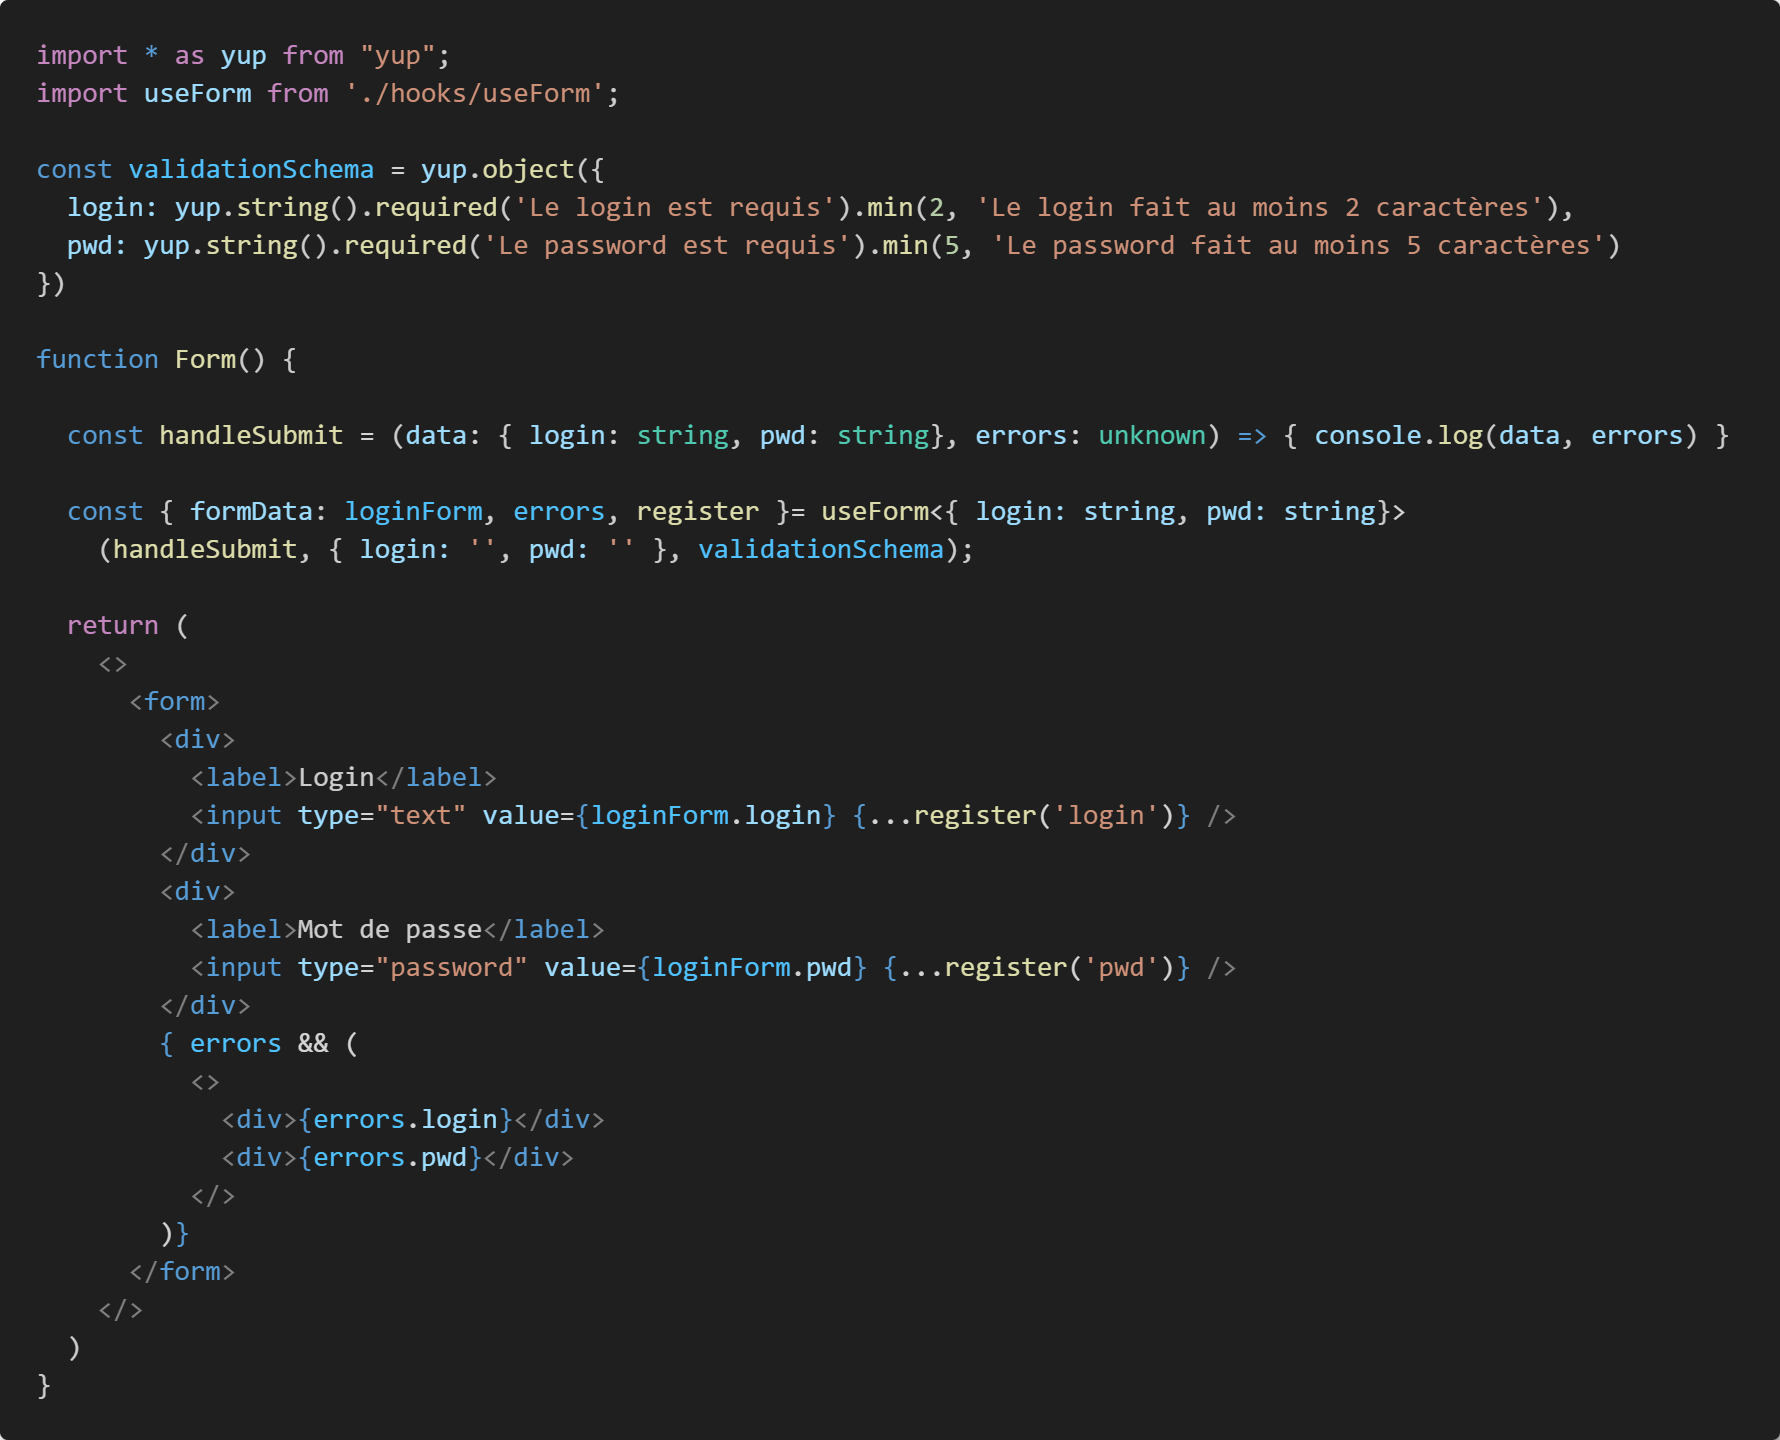 import * as yup from "yup";
import useForm from './hooks/useForm';

const validationSchema = yup.object({
  login: yup.string().required('Le login est requis').min(2, 'Le login fait au moins 2 caractères'),
  pwd: yup.string().required('Le password est requis').min(5, 'Le password fait au moins 5 caractères')
})

function Form() {

  const handleSubmit = (data: { login: string, pwd: string}, errors: unknown) => { console.log(data, errors) }

  const { formData: loginForm, errors, register }= useForm<{ login: string, pwd: string}>
    (handleSubmit, { login: '', pwd: '' }, validationSchema);

  return (
    <>
      <form>
        <div>
          <label>Login</label>
          <input type="text" value={loginForm.login} {...register('login')} />
        </div>
        <div>
          <label>Mot de passe</label>
          <input type="password" value={loginForm.pwd} {...register('pwd')} />
        </div>
        { errors && (
          <>
            <div>{errors.login}</div>
            <div>{errors.pwd}</div>
          </>
        )}
      </form>
    </>
  )
}